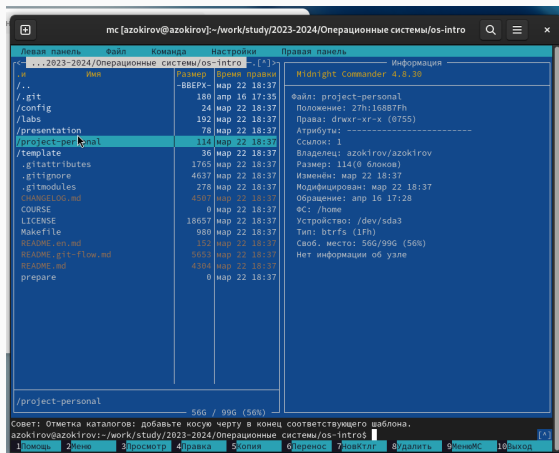 mc [azokirov@azokirov]:~/work/study/2023-2024/Операционные системы/os-intro
Левая панель Файл Команда Настройки Правая панель
<— ...2023-2024/Операционные системы/os-intro —.[^]>
.и Имя Размер Время правки
/.. -ВВЕРХ- мар 22 18:37
/.git 180 апр 16 17:35
/config 24 мар 22 18:37
/labs 192 мар 22 18:37
/presentation 78 мар 22 18:37
/project-personal 114 мар 22 18:37
/template 36 мар 22 18:37
.gitattributes 1765 мар 22 18:37
.gitignore 4637 мар 22 18:37
.gitmodules 278 мар 22 18:37
CHANGELOG.md 4507 мар 22 18:37
COURSE 0 мар 22 18:37
LICENSE 18657 мар 22 18:37
Makefile 980 мар 22 18:37
README.en.md 152 мар 22 18:37
README.git-flow.md 5653 мар 22 18:37
README.md 4304 мар 22 18:37
prepare 0 мар 22 18:37
/project-personal
56G / 99G (56%)
Информация
Midnight Commander 4.8.30
Файл: project-personal
Положение: 27h:168B7Fh
Права: drwxr-xr-x (0755)
Атрибуты: ------------------------
Ссылок: 1
Владелец: azokirov/azokirov
Размер: 114(0 блоков)
Изменён: мар 22 18:37
Модифицирован: мар 22 18:37
Обращение: апр 16 17:28
ФС: /home
Устройство: /dev/sda3
Тип: btrfs (1Fh)
Своб. место: 56G/99G (56%)
Нет информации об узле
Совет: Отметка каталогов: добавьте косую черту в конец соответствующего шаблона.
azokirov@azokirov:~/work/study/2023-2024/Операционные системы/os-intro$ [^]
1Помощь 2Меню 3Просмотр 4Правка 5Копия 6Перенос 7НовКтлг 8Удалить 9МенюМС 10Выход